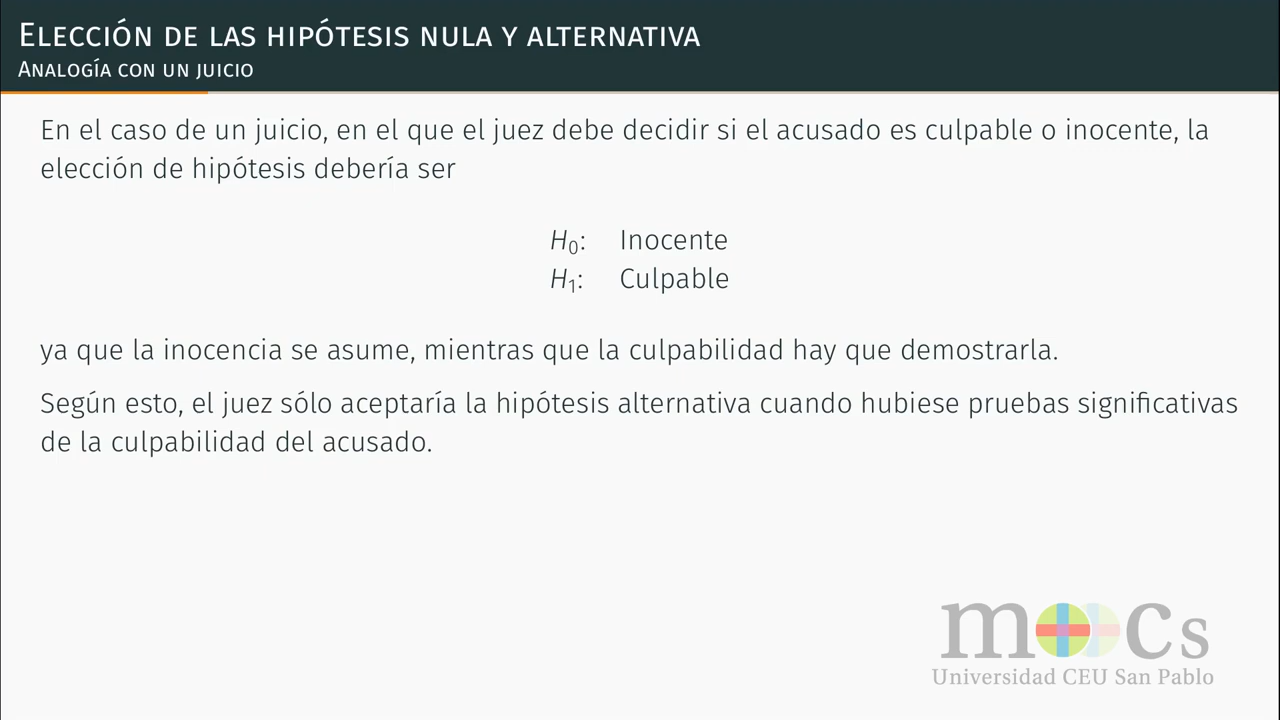 Elección de las hipótesis nula y alternativa
Analogía con un juicio
En el caso de un juicio, en el que el juez debe decidir si el acusado es culpable o inocente, la
elección de hipótesis debería ser
H₀: Inocente
H₁: Culpable
ya que la inocencia se asume, mientras que la culpabilidad hay que demostrarla.
Según esto, el juez sólo aceptaría la hipótesis alternativa cuando hubiese pruebas significativas
de la culpabilidad del acusado.
moocs
Universidad CEU San Pablo